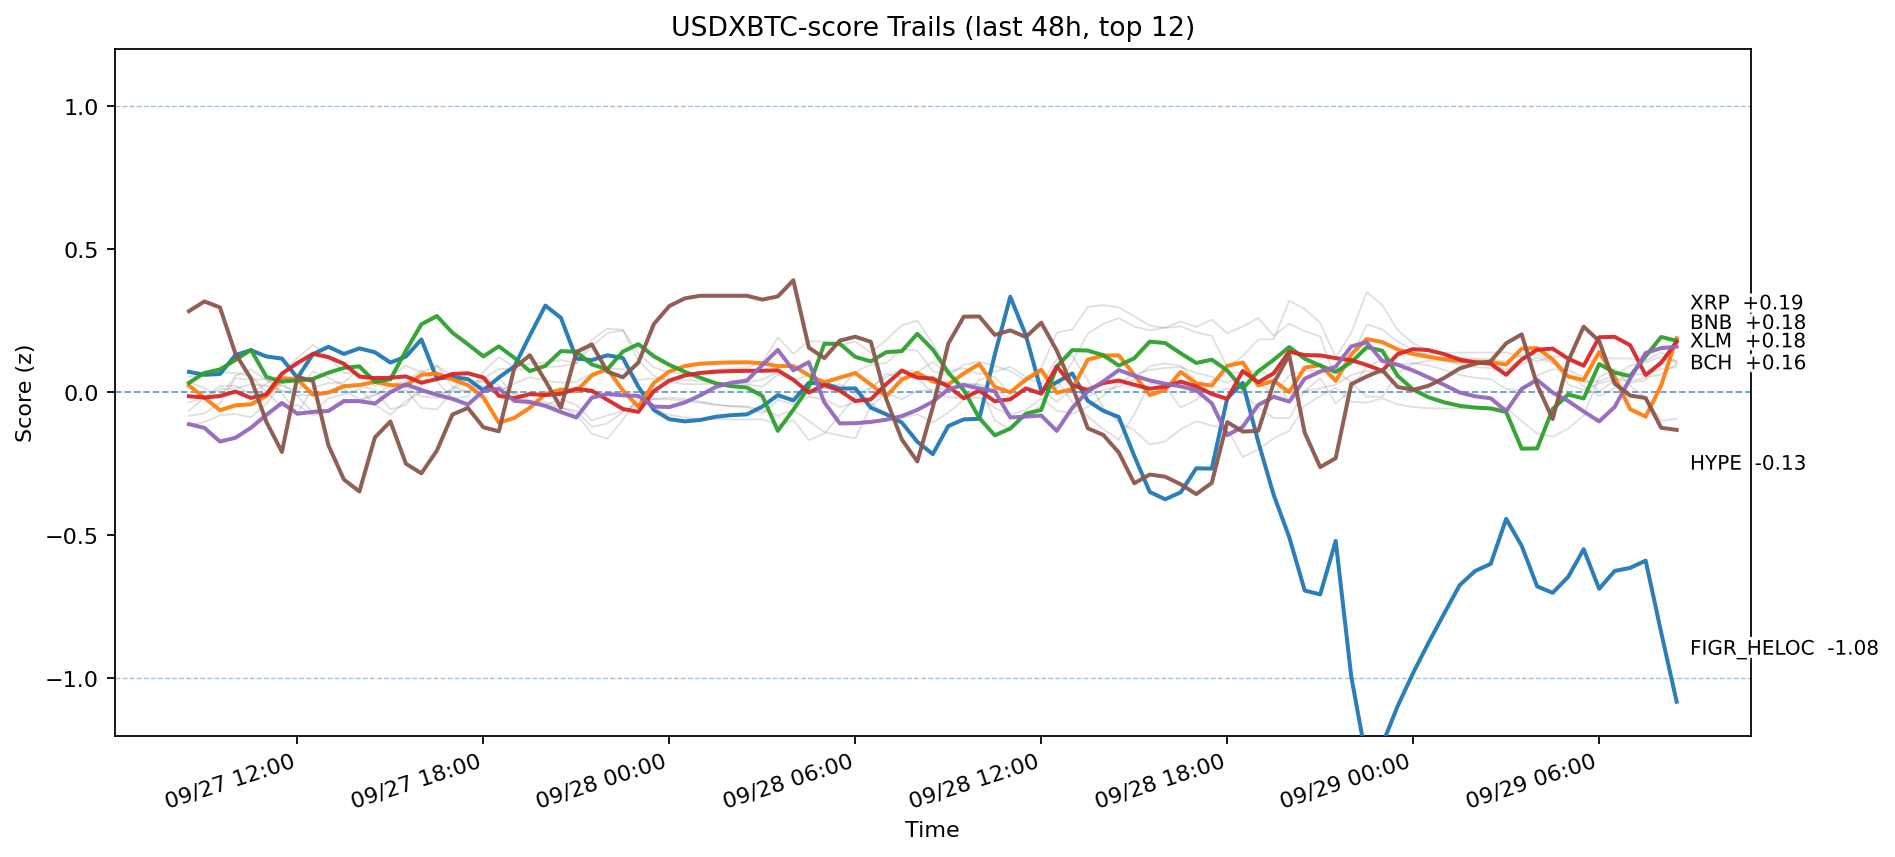 USDXBTC-score Trails (last 48h, top 12)
Score (z)
1.0
0.5
0.0
−0.5
−1.0
XRP +0.19
BNB +0.18
XLM +0.18
BCH +0.16
HYPE -0.13
FIGR_HELOC -1.08
09/27 12:00
09/27 18:00
09/28 00:00
09/28 06:00
09/28 12:00
09/28 18:00
09/29 00:00
09/29 06:00
Time